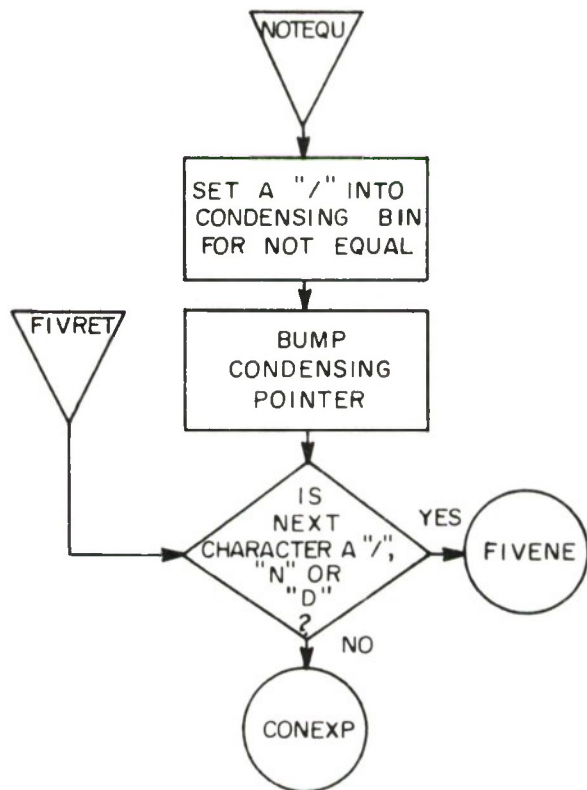 NOTEQU
SET A "/" INTO
CONDENSING BIN
FOR NOT EQUAL
FIVRET
BUMP
CONDENSING
POINTER
IS
NEXT
CHARACTER A "/",
"N" OR
"D"
?
YES
FIVENE
NO
CONEXP